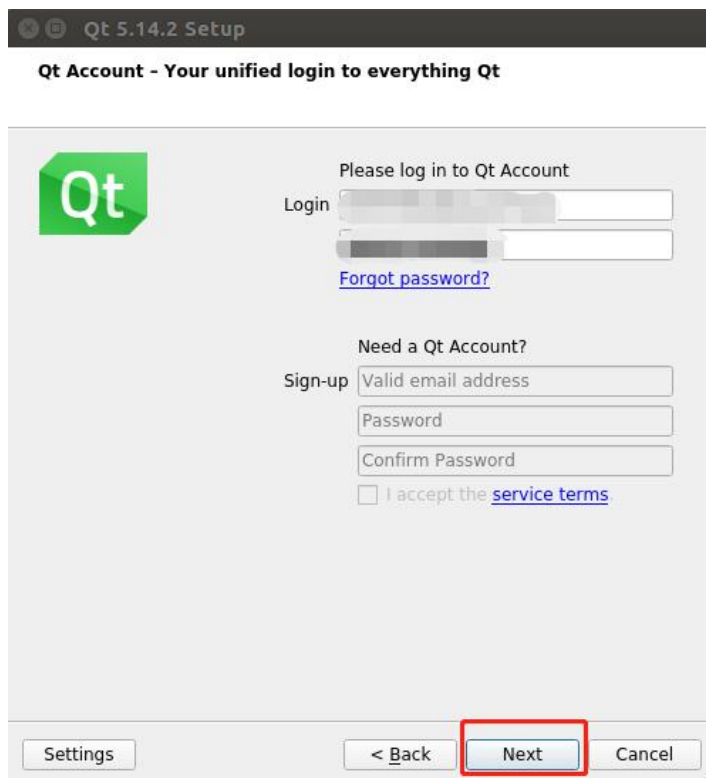 Qt 5.14.2 Setup
Qt Account – Your unified login to everything Qt
Qt
Please log in to Qt Account
Login
Forgot password?
Need a Qt Account?
Sign-up Valid email address
Password
Confirm Password
I accept the service terms.
Settings < Back Next Cancel